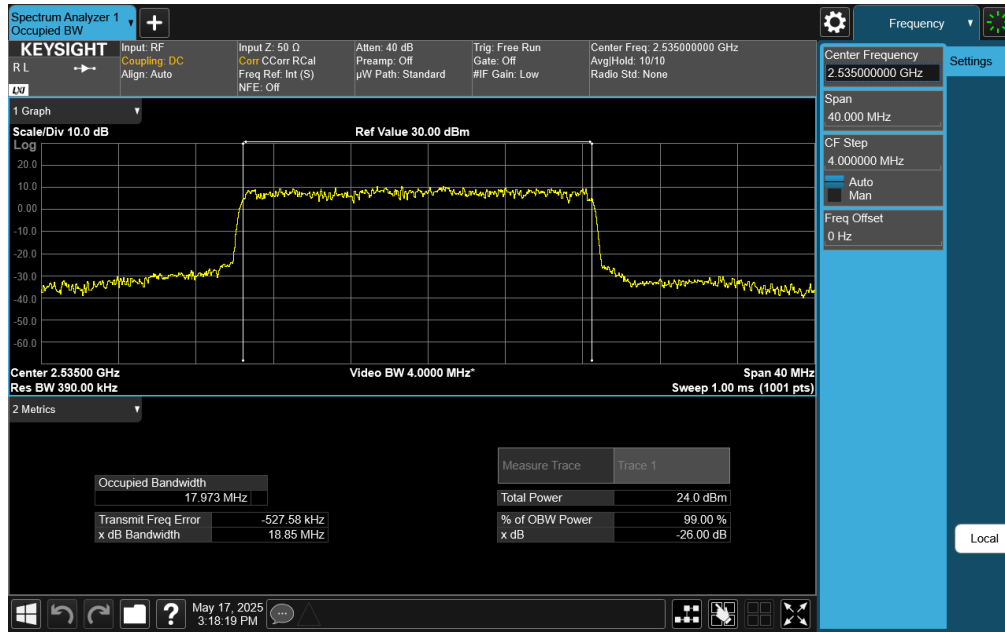 Spectrum Analyzer 1
Occupied BW
Frequency
KEYSIGHT
R L
LXI
Input: RF
Coupling: DC
Align: Auto
Input Z: 50 Ω
Corr CCorr RCal
Freq Ref: Int (S)
NFE: Off
Atten: 40 dB
Preamp: Off
µW Path: Standard
Trig: Free Run
Gate: Off
#IF Gain: Low
Center Freq: 2.535000000 GHz
Avg|Hold: 10/10
Radio Std: None
Center Frequency
2.535000000 GHz
Settings
Span
40.000 MHz
CF Step
4.000000 MHz
Auto
Man
Freq Offset
0 Hz
1 Graph
Scale/Div 10.0 dB
Ref Value 30.00 dBm
Log
20.0
10.0
0.00
-10.0
-20.0
-30.0
-40.0
-50.0
-60.0
Center 2.53500 GHz
Video BW 4.0000 MHz*
Span 40 MHz
Res BW 390.00 kHz
Sweep 1.00 ms (1001 pts)
2 Metrics
Measure Trace
Trace 1
Occupied Bandwidth
17.973 MHz
Total Power
24.0 dBm
Transmit Freq Error
-527.58 kHz
% of OBW Power
99.00 %
x dB Bandwidth
18.85 MHz
x dB
-26.00 dB
Local
?
May 17, 2025
3:18:19 PM